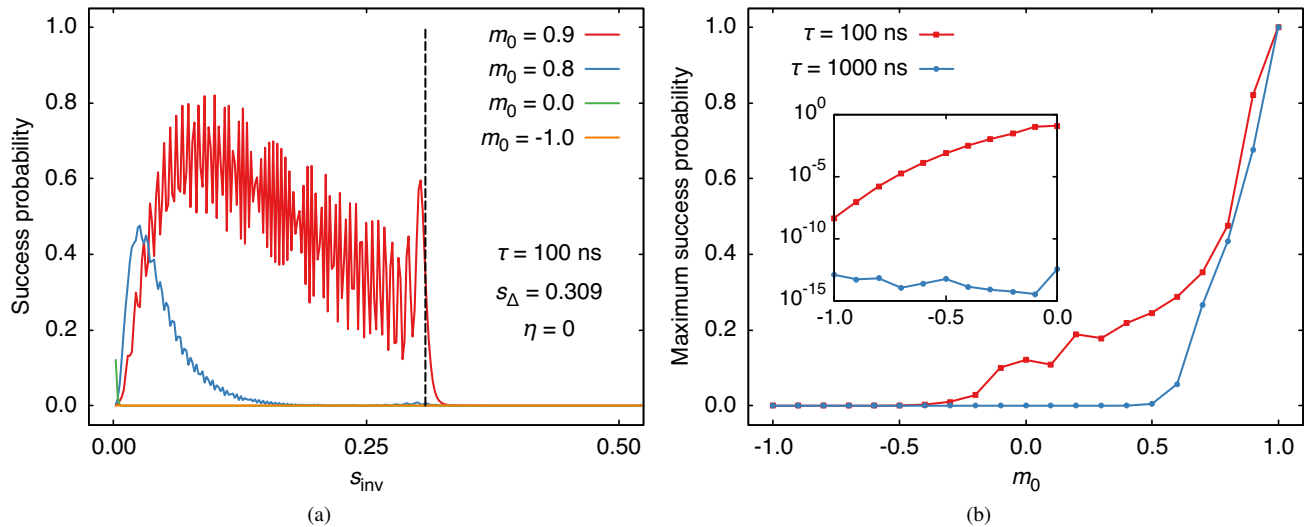 1.0
0.8
0.6
0.4
0.2
0.0
Success probability
m₀ = 0.9
m₀ = 0.8
m₀ = 0.0
m₀ = -1.0
τ = 100 ns
s_Δ = 0.309
η = 0
0.00 0.25 0.50
s_inv
(a)
1.0
0.8
0.6
0.4
0.2
0.0
Maximum success probability
τ = 100 ns
τ = 1000 ns
10⁰
10⁻⁵
10⁻¹⁰
10⁻¹⁵
-1.0 -0.5 0.0
-1.0 -0.5 0.0 0.5 1.0
m₀
(b)